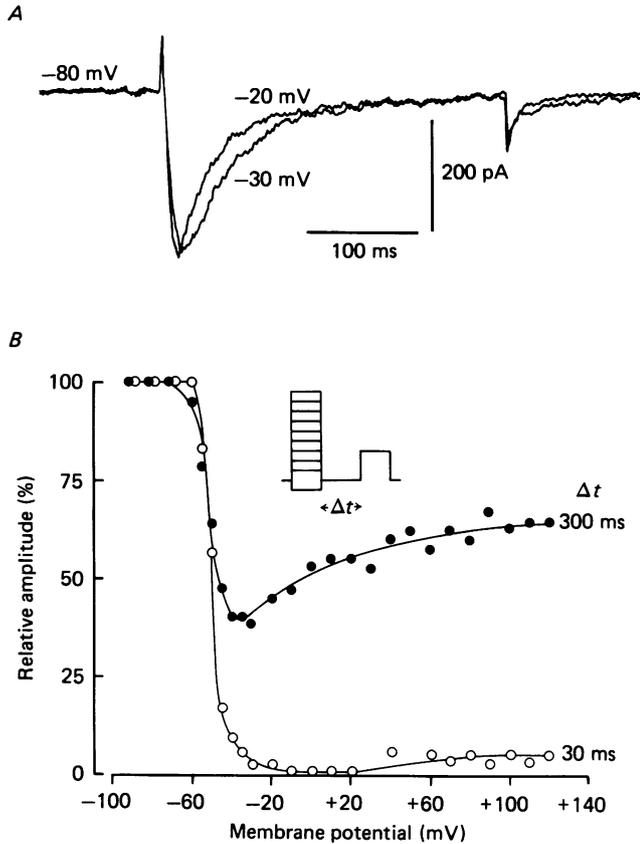 A
−80 mV
−20 mV
−30 mV
200 pA
100 ms
B
Relative amplitude (%)
100
75
50
25
0
Δt
Δt
300 ms
30 ms
−100 −60 −20 +20 +60 +100 +140
Membrane potential (mV)